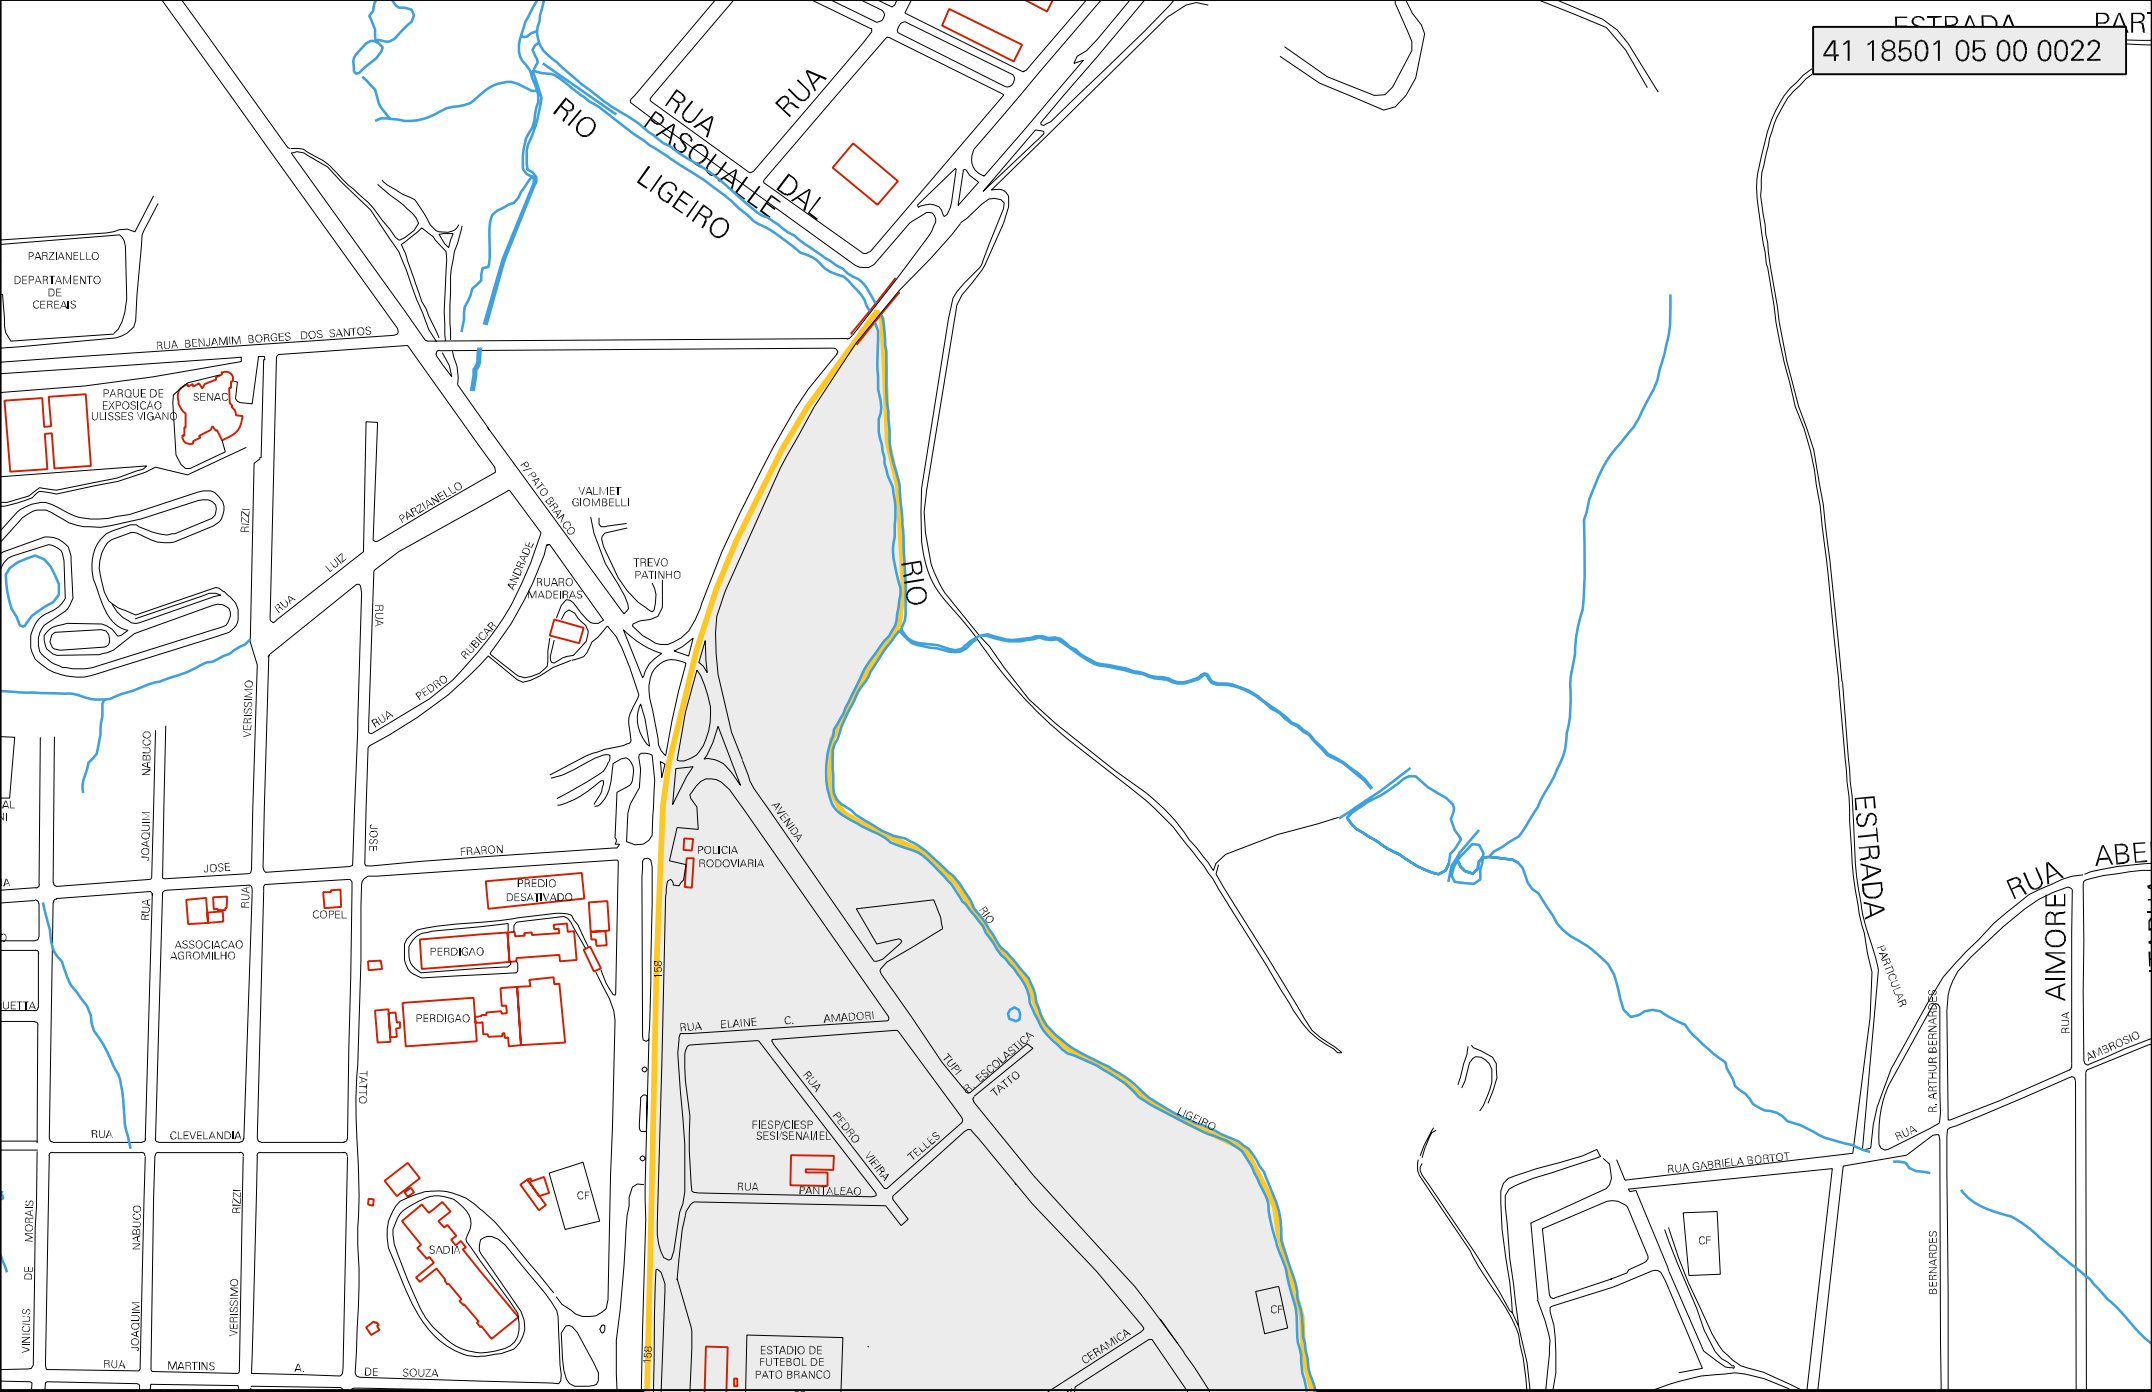 ESTRADA
41 18501 05 00 0022
RUA
RUA
PASQUALLE
DAL
RIO
LIGEIRO
PARZIANELLO
DEPARTAMENTO
DE
CEREAIS
RUA BENJAMIM BORGES DOS SANTOS
PARQUE DE
EXPOSICAO
ULISSES VIGANO
SENAC
P/ PATO BRANCO
VALMET
GIOMBELLI
TREVO
PATINHO
RUARO
MADEIRAS
RUA LUIZ PARZIANELLO
RUA PEDRO RUBICAR ANDRADE
RIZZI
VERISSIMO
RUA
RUA
JOSE
TATTO
NABUCO
JOAQUIM
RUA
JOSE
FRARON
RIO
AVENIDA
TUPI
POLICIA
RODOVIARIA
PREDIO
DESATIVADO
COPEL
ASSOCIACAO
AGROMILHO
PERDIGAO
PERDIGAO
158
158
RIO
LIGEIRO
RUA ELAINE C. AMADORI
R. ESCOLASTICA
TATTO
RUA PEDRO VIEIRA
TELLES
FIESP/CIESP
SESI/SENAI/IEL
RUA PANTALEAO
RUA CLEVELANDIA
CF
SADIA
VINICIUS DE MORAIS
JOAQUIM NABUCO
VERISSIMO RIZZI
RUA MARTINS A. DE SOUZA
ESTADIO DE
FUTEBOL DE
PATO BRANCO
CERAMICA
CF
CF
ESTRADA
PARTICULAR
RUA
AIMORE
RUA
R. ARTHUR BERNARDES
AMBROSIO
RUA
RUA GABRIELA BORTOT
BERNARDES